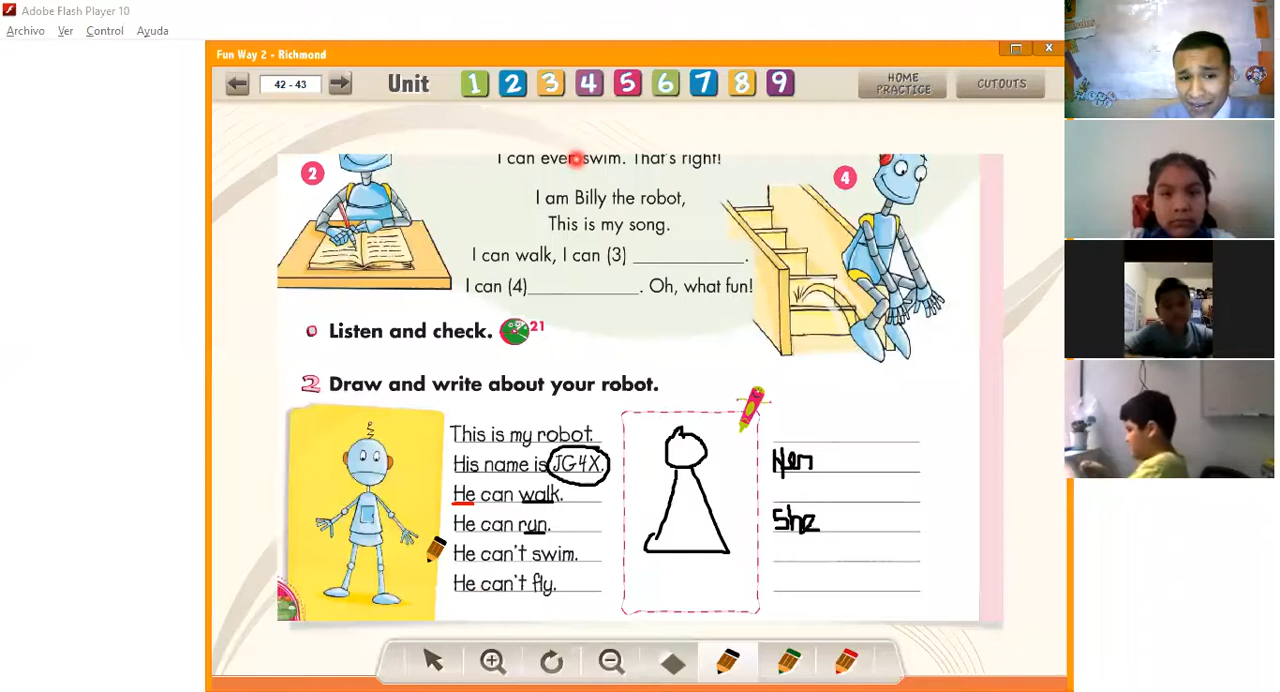 Adobe Flash Player 10
Archivo Ver Control Ayuda
Fun Way 2 - Richmond
42 - 43 Unit 1 2 3 4 5 6 7 8 9 HOME PRACTICE CUTOUTS
I can even swim. That's right!
2
4
I am Billy the robot,
This is my song.
I can walk, I can (3) ____________.
I can (4)____________. Oh, what fun!
Listen and check. 21
2 Draw and write about your robot.
This is my robot.
His name is JG4X.
He can walk.
He can run.
He can't swim.
He can't fly.
Her
She